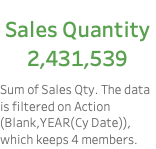 Sales Quantity
2,431,539
Sum of Sales Qty. The data
is filtered on Action
(Blank,YEAR(Cy Date)),
which keeps 4 members.